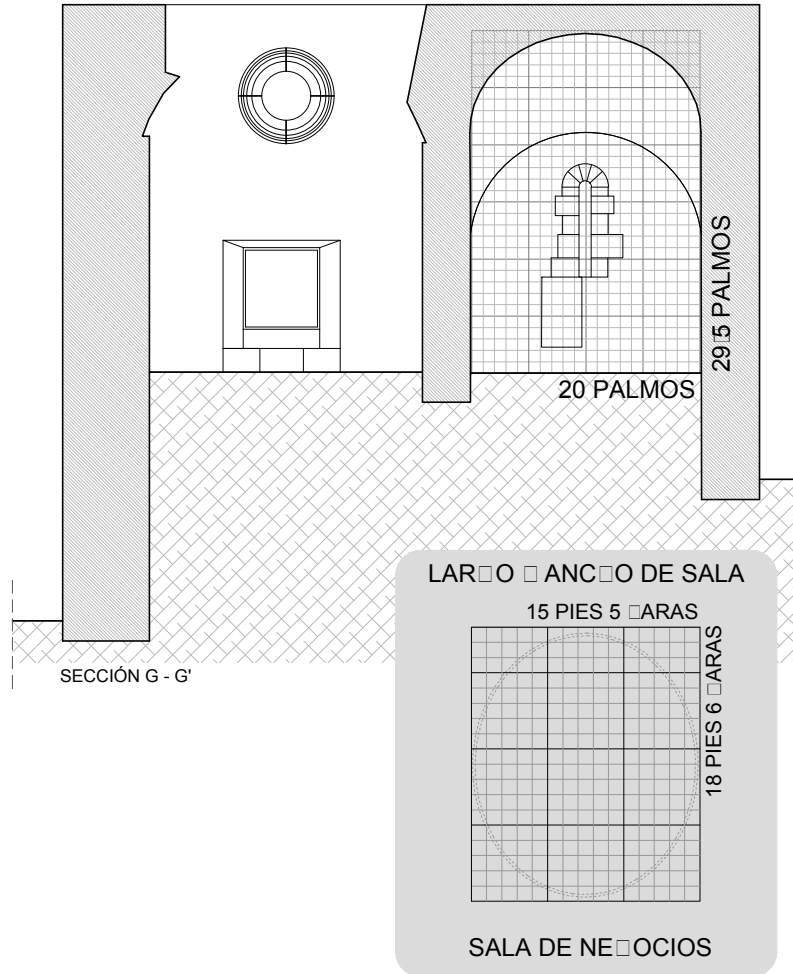 29□5 PALMOS
20 PALMOS
SECCIÓN G - G'
LAR□O □ ANC□O DE SALA
15 PIES 5 □ARAS
18 PIES 6 □ARAS
SALA DE NE□OCIOS